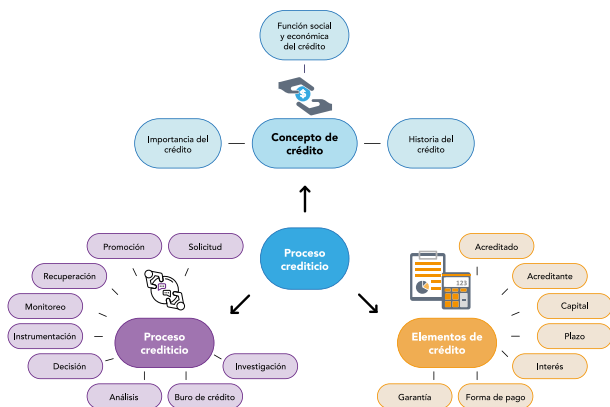 Función social
y económica
del crédito
$
Importancia del
crédito
Concepto de
crédito
Historia del
crédito
Promoción
Solicitud
Proceso
crediticio
Acreditado
Recuperación
123
Acreditante
Monitoreo
Capital
Instrumentación
Proceso
crediticio
Elementos de
crédito
Plazo
Decisión
Investigación
Interés
Análisis
Buro de crédito
Garantía
Forma de pago